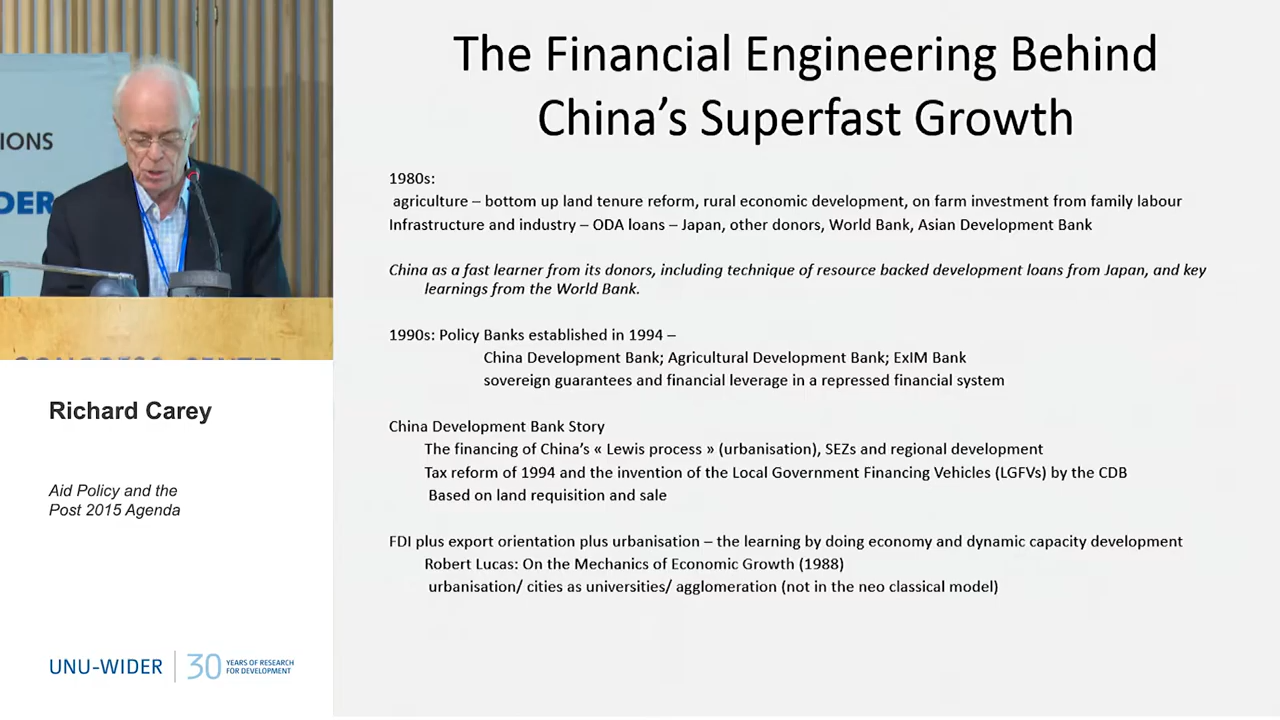 The Financial Engineering Behind
China’s Superfast Growth
1980s:
agriculture – bottom up land tenure reform, rural economic development, on farm investment from family labour
Infrastructure and industry – ODA loans – Japan, other donors, World Bank, Asian Development Bank
China as a fast learner from its donors, including technique of resource backed development loans from Japan, and key
learnings from the World Bank.
1990s: Policy Banks established in 1994 –
China Development Bank; Agricultural Development Bank; ExIM Bank
sovereign guarantees and financial leverage in a repressed financial system
China Development Bank Story
The financing of China’s « Lewis process » (urbanisation), SEZs and regional development
Tax reform of 1994 and the invention of the Local Government Financing Vehicles (LGFVs) by the CDB
Based on land requisition and sale
FDI plus export orientation plus urbanisation – the learning by doing economy and dynamic capacity development
Robert Lucas: On the Mechanics of Economic Growth (1988)
urbanisation/ cities as universities/ agglomeration (not in the neo classical model)
IONS
DER
Richard Carey
Aid Policy and the
Post 2015 Agenda
UNU-WIDER
30 YEARS OF RESEARCH
FOR DEVELOPMENT